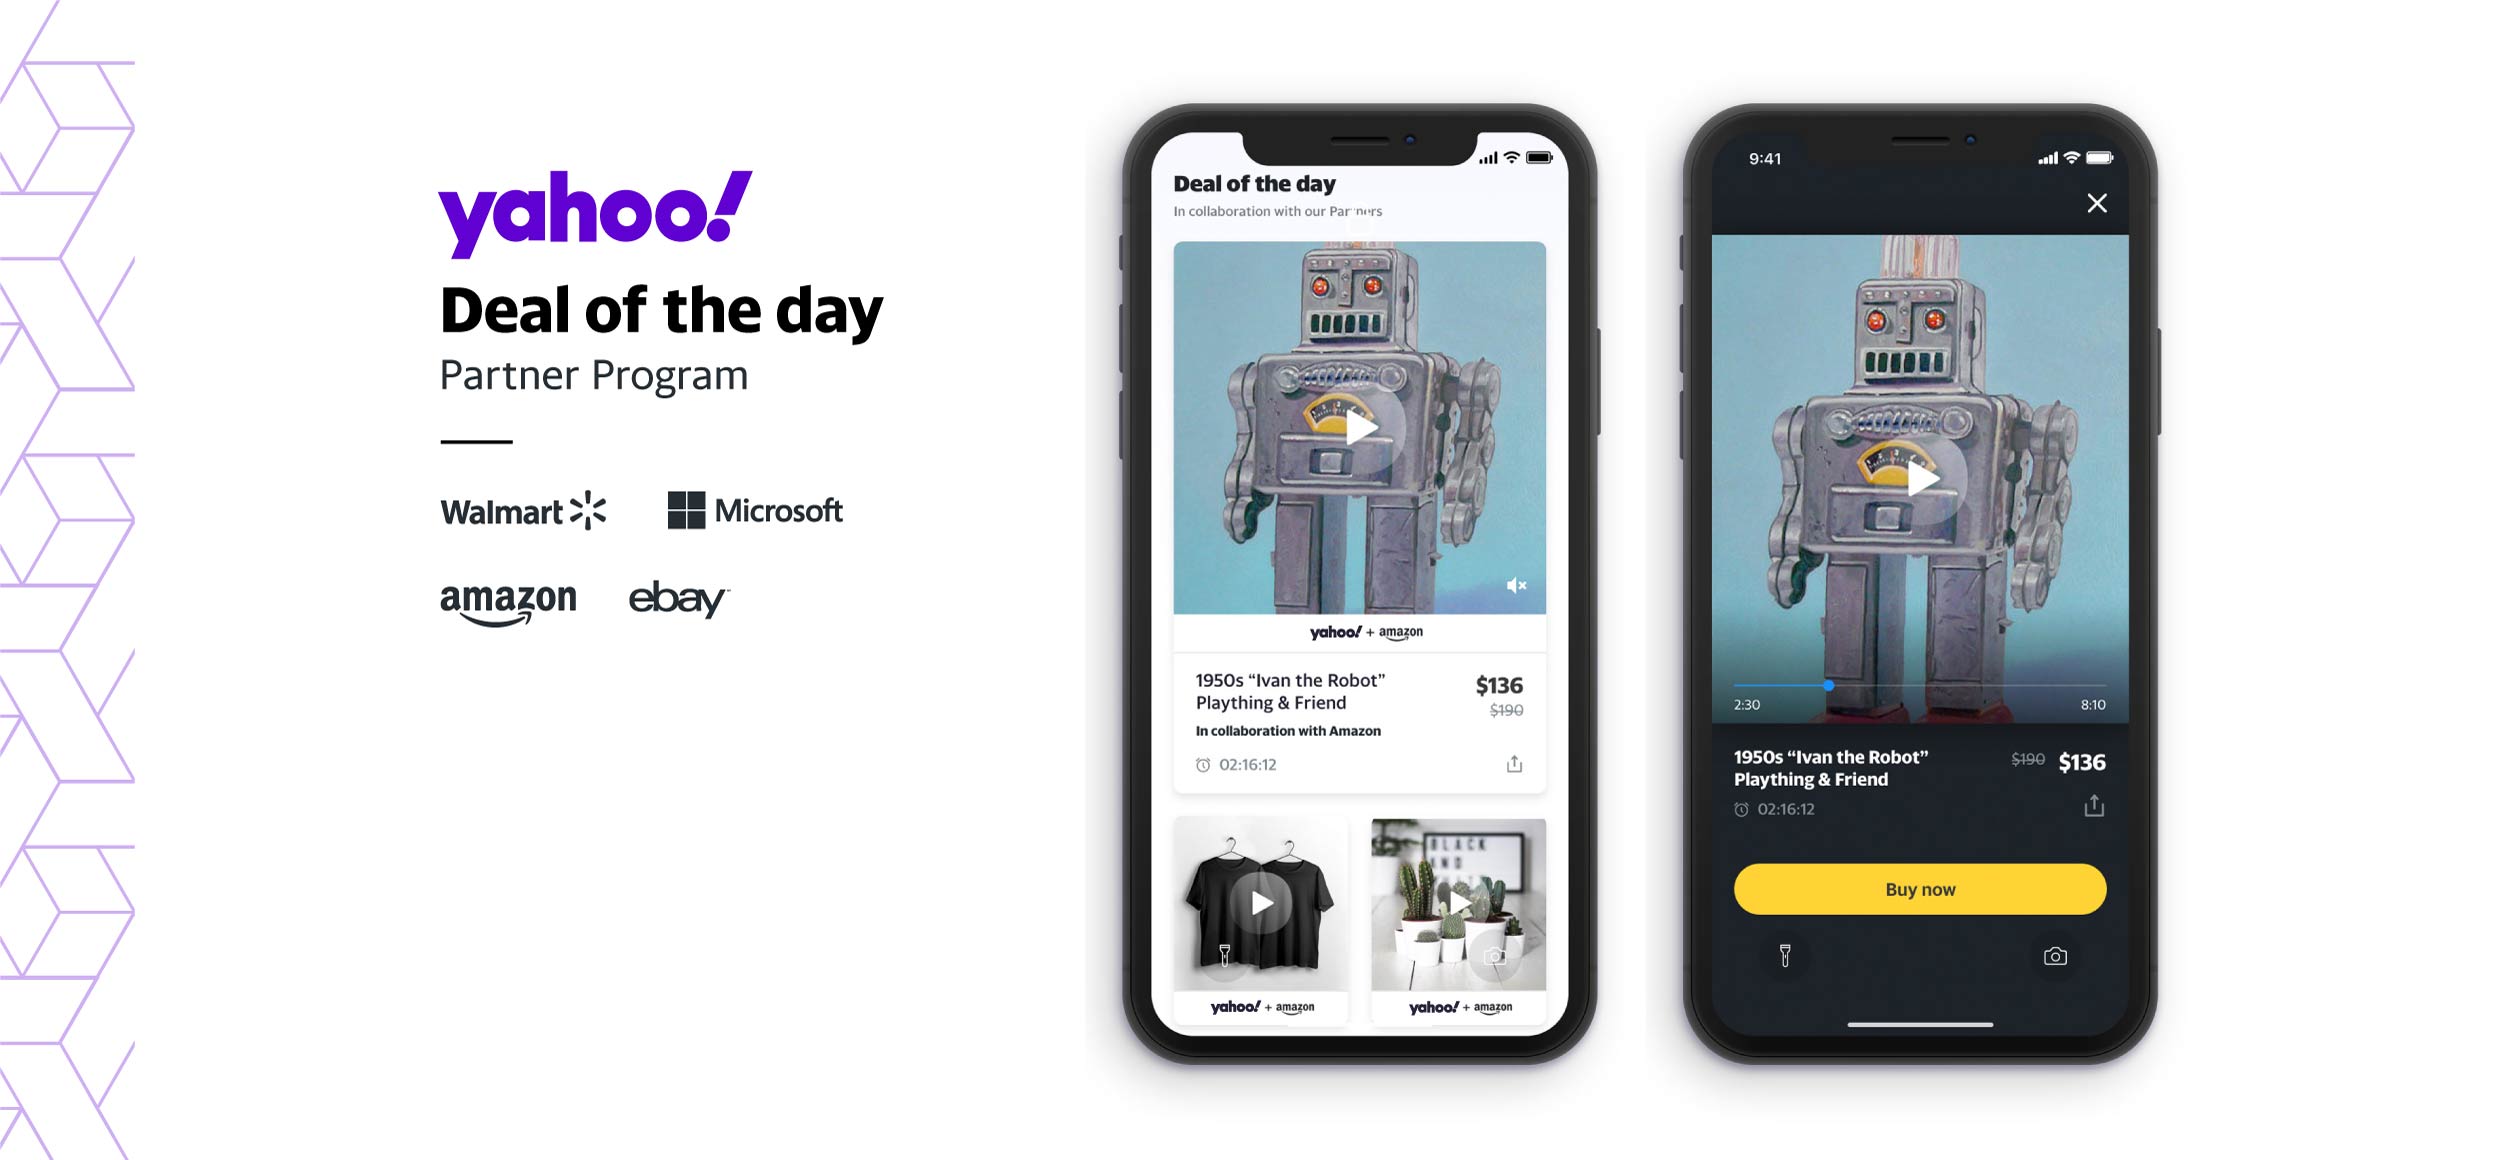 yahoo!
Deal of the day
Partner Program
Walmart
Microsoft
amazon
ebay
Deal of the day
In collaboration with our Partners
yahoo! + amazon
1950s “Ivan the Robot”
Plaything & Friend
$136
$190
In collaboration with Amazon
02:16:12
BLACK
AND
yahoo! + amazon
yahoo! + amazon
9:41
2:30
8:10
1950s “Ivan the Robot”
Plaything & Friend
$190 $136
02:16:12
Buy now